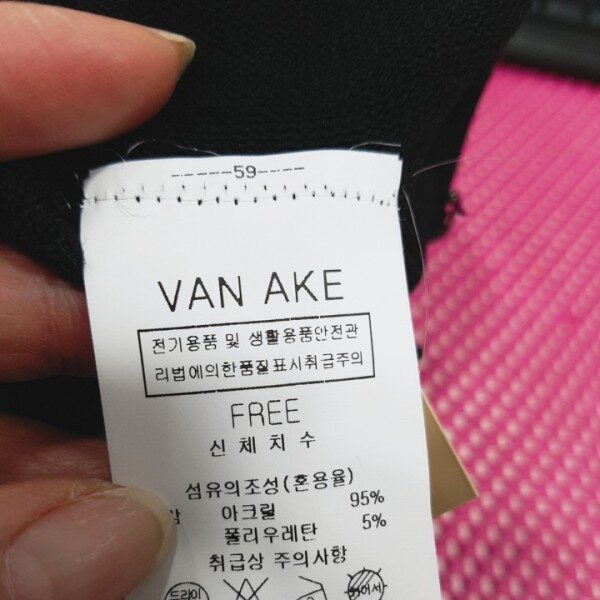 -----59----
VAN AKE
전기용품 및 생활용품안전관
리법에의한품질표시취급주의
FREE
신 체 치 수
섬유의조성(혼용율)
아크릴 95%
폴리우레탄 5%
취급상 주의사항
드라이